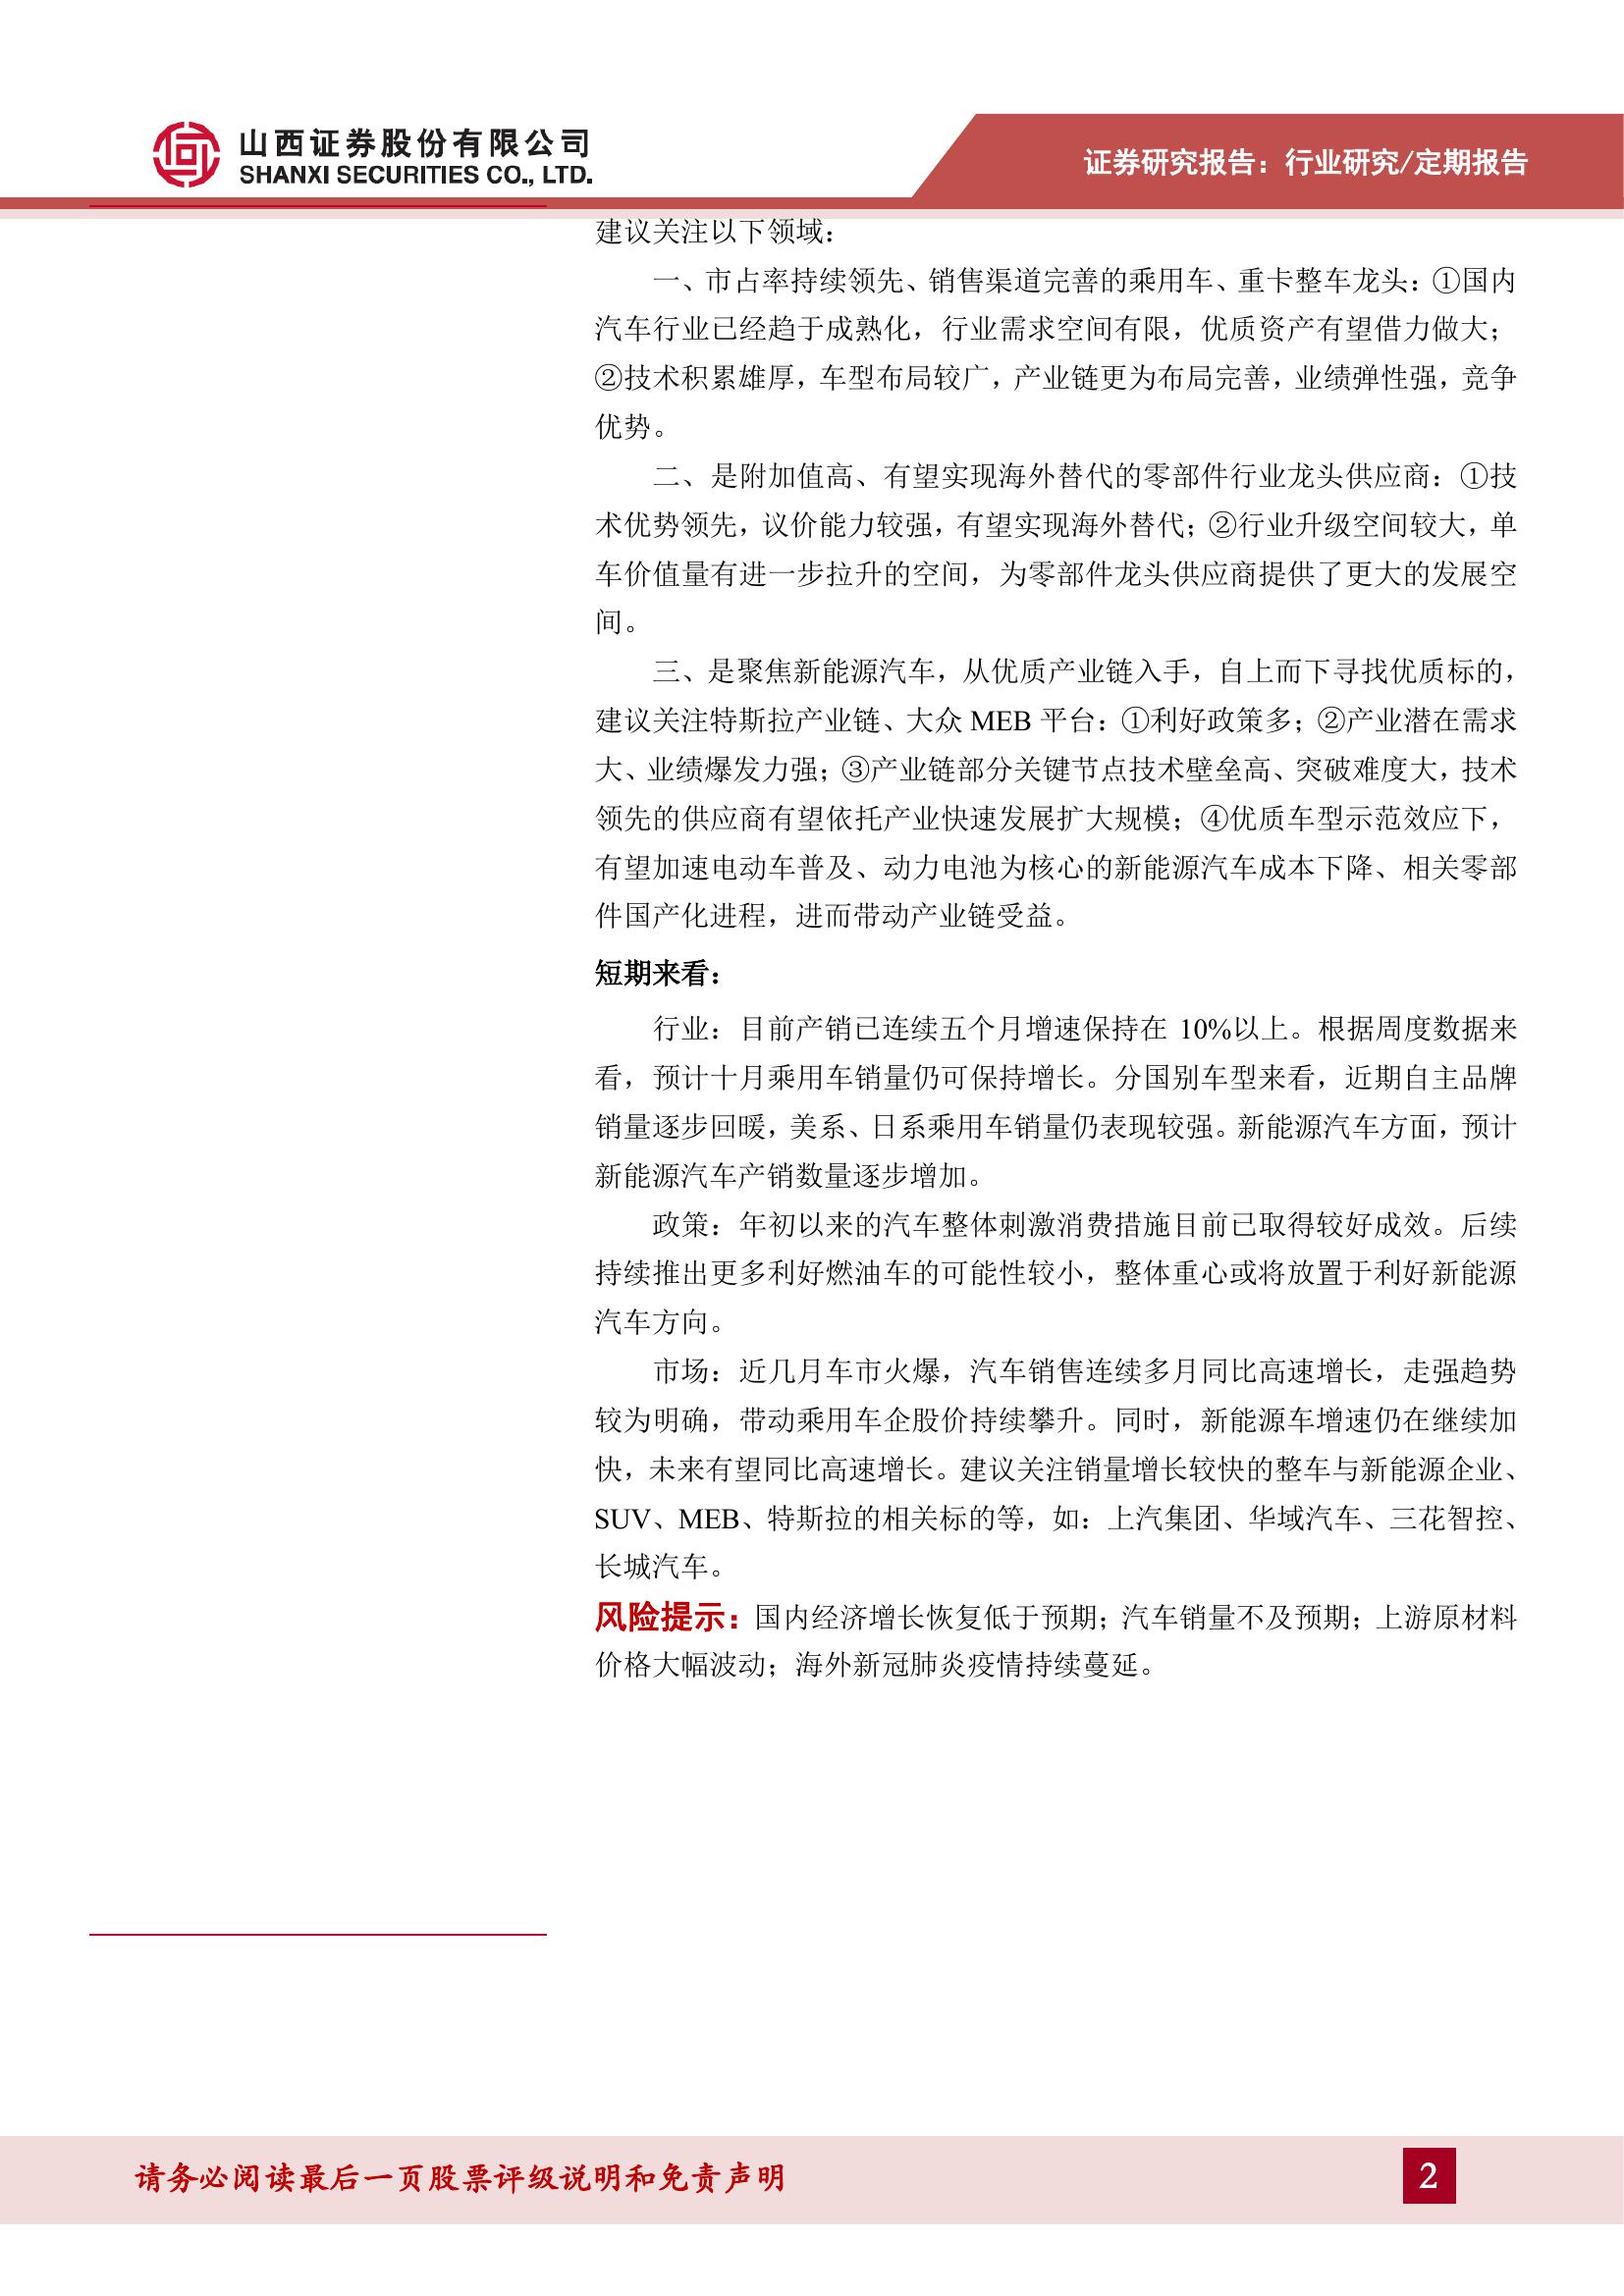 山西证券股份有限公司
SHANXI SECURITIES CO., LTD.
证券研究报告：行业研究/定期报告
建议关注以下领域：
一、市占率持续领先、销售渠道完善的乘用车、重卡整车龙头：①国内
汽车行业已经趋于成熟化，行业需求空间有限，优质资产有望借力做大；
②技术积累雄厚，车型布局较广，产业链更为布局完善，业绩弹性强，竞争
优势。
二、是附加值高、有望实现海外替代的零部件行业龙头供应商：①技
术优势领先，议价能力较强，有望实现海外替代；②行业升级空间较大，单
车价值量有进一步拉升的空间，为零部件龙头供应商提供了更大的发展空
间。
三、是聚焦新能源汽车，从优质产业链入手，自上而下寻找优质标的，
建议关注特斯拉产业链、大众 MEB 平台：①利好政策多；②产业潜在需求
大、业绩爆发力强；③产业链部分关键节点技术壁垒高、突破难度大，技术
领先的供应商有望依托产业快速发展扩大规模；④优质车型示范效应下，
有望加速电动车普及、动力电池为核心的新能源汽车成本下降、相关零部
件国产化进程，进而带动产业链受益。
短期来看：
行业：目前产销已连续五个月增速保持在 10%以上。根据周度数据来
看，预计十月乘用车销量仍可保持增长。分国别车型来看，近期自主品牌
销量逐步回暖，美系、日系乘用车销量仍表现较强。新能源汽车方面，预计
新能源汽车产销数量逐步增加。
政策：年初以来的汽车整体刺激消费措施目前已取得较好成效。后续
持续推出更多利好燃油车的可能性较小，整体重心或将放置于利好新能源
汽车方向。
市场：近几月车市火爆，汽车销售连续多月同比高速增长，走强趋势
较为明确，带动乘用车企股价持续攀升。同时，新能源车增速仍在继续加
快，未来有望同比高速增长。建议关注销量增长较快的整车与新能源企业、
SUV、MEB、特斯拉的相关标的等，如：上汽集团、华域汽车、三花智控、
长城汽车。
风险提示：国内经济增长恢复低于预期；汽车销量不及预期；上游原材料
价格大幅波动；海外新冠肺炎疫情持续蔓延。
请务必阅读最后一页股票评级说明和免责声明
2